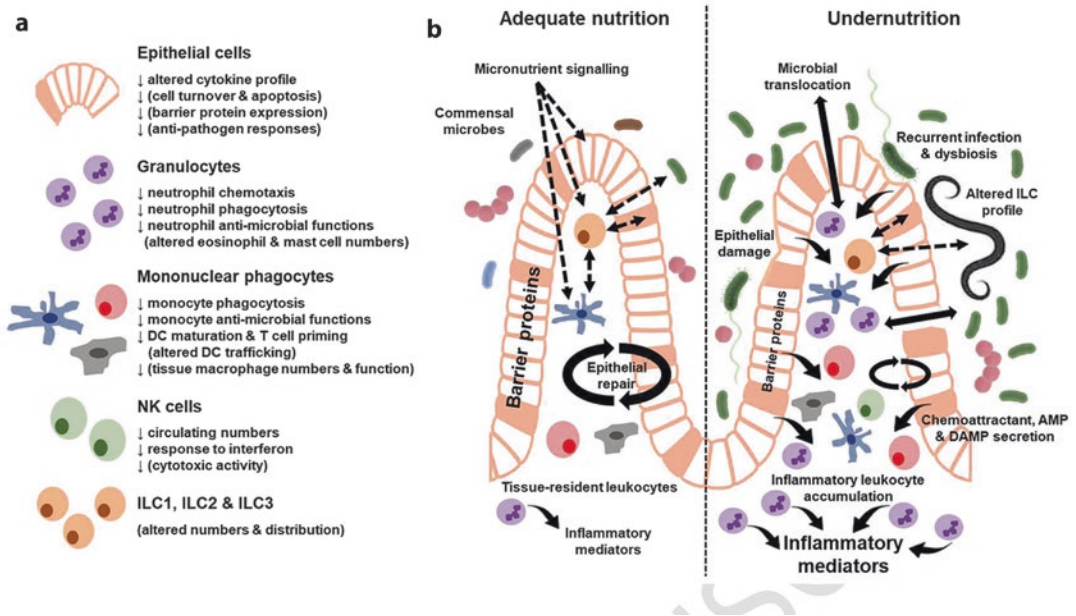 a
Epithelial cells
↓ altered cytokine profile
↓ (cell turnover & apoptosis)
↓ (barrier protein expression)
↓ (anti-pathogen responses)
Granulocytes
↓ neutrophil chemotaxis
↓ neutrophil phagocytosis
↓ neutrophil anti-microbial functions
(altered eosinophil & mast cell numbers)
Mononuclear phagocytes
↓ monocyte phagocytosis
↓ monocyte anti-microbial functions
↓ DC maturation & T cell priming
(altered DC trafficking)
↓ (tissue macrophage numbers & function)
NK cells
↓ circulating numbers
↓ response to interferon
↓ (cytotoxic activity)
ILC1, ILC2 & ILC3
(altered numbers & distribution)
b
Adequate nutrition
Micronutrient signalling
Commensal
microbes
Barrier proteins
Epithelial
repair
Tissue-resident leukocytes
Inflammatory
mediators
Undernutrition
Microbial
translocation
Recurrent infection
& dysbiosis
Altered ILC
profile
Epithelial
damage
Barrier proteins
Chemoattractant, AMP
& DAMP secretion
Inflammatory leukocyte
accumulation
Inflammatory
mediators